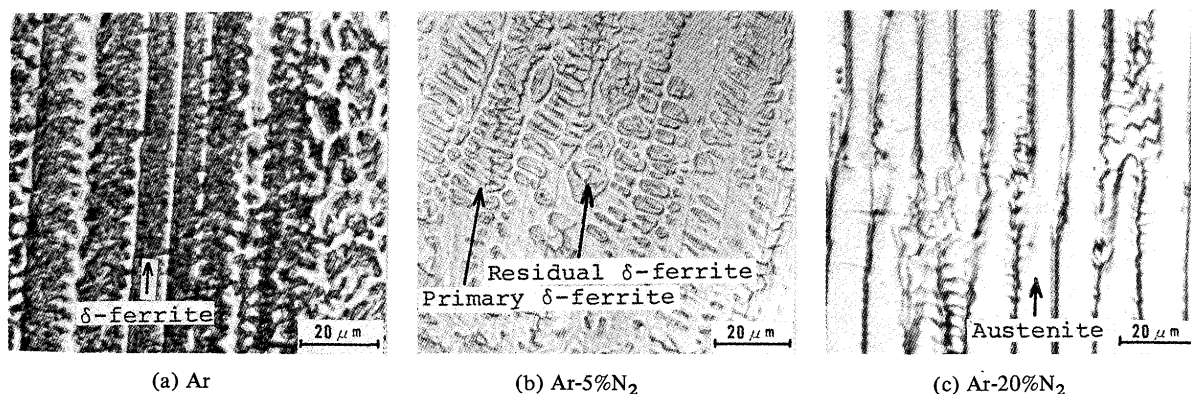 δ-ferrite
20 μm
(a) Ar
Residual δ-ferrite
Primary δ-ferrite
20 μm
(b) Ar-5%N₂
Austenite
20 μm
(c) Ar-20%N₂